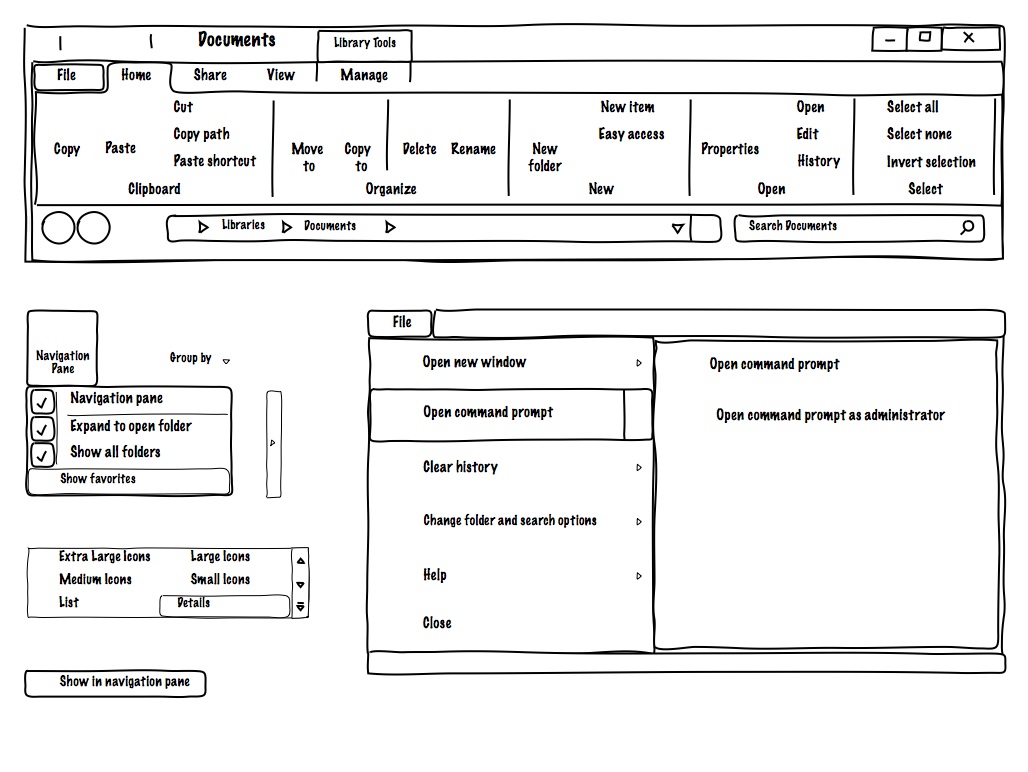 Documents
Library Tools
File
Home
Share
View
Manage
Copy
Paste
Cut
Copy path
Paste shortcut
Clipboard
Move
to
Copy
to
Delete
Rename
Organize
New
folder
New item
Easy access
New
Properties
Open
Edit
History
Open
Select all
Select none
Invert selection
Select
Libraries
Documents
Search Documents
Navigation
Pane
Group by
Navigation pane
Expand to open folder
Show all folders
Show favorites
Extra Large Icons
Large Icons
Medium Icons
Small Icons
List
Details
Show in navigation pane
File
Open new window
Open command prompt
Clear history
Change folder and search options
Help
Close
Open command prompt
Open command prompt as administrator